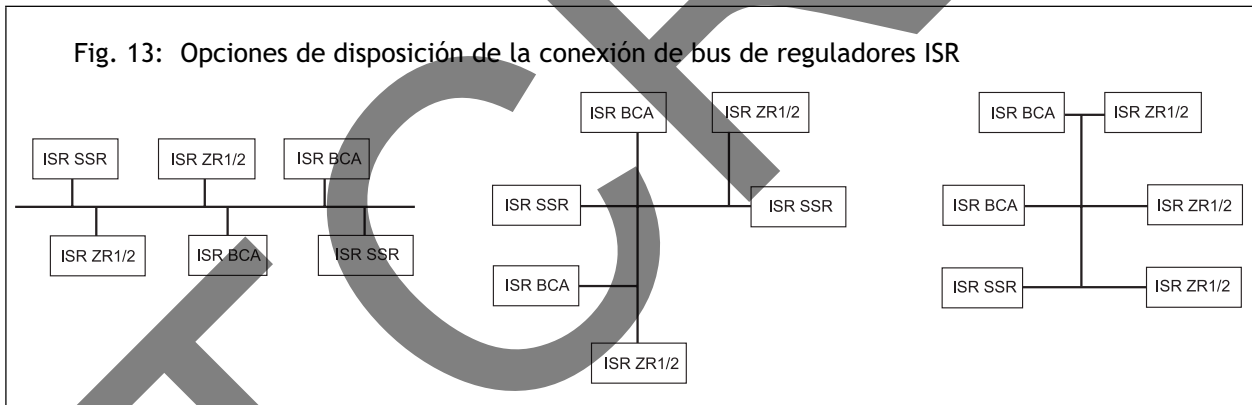 Fig. 13: Opciones de disposición de la conexión de bus de reguladores ISR
ISR SSR
ISR ZR1/2
ISR BCA
ISR ZR1/2
ISR BCA
ISR SSR
ISR BCA
ISR ZR1/2
ISR SSR
ISR SSR
ISR BCA
ISR ZR1/2
ISR BCA
ISR ZR1/2
ISR BCA
ISR ZR1/2
ISR SSR
ISR ZR1/2